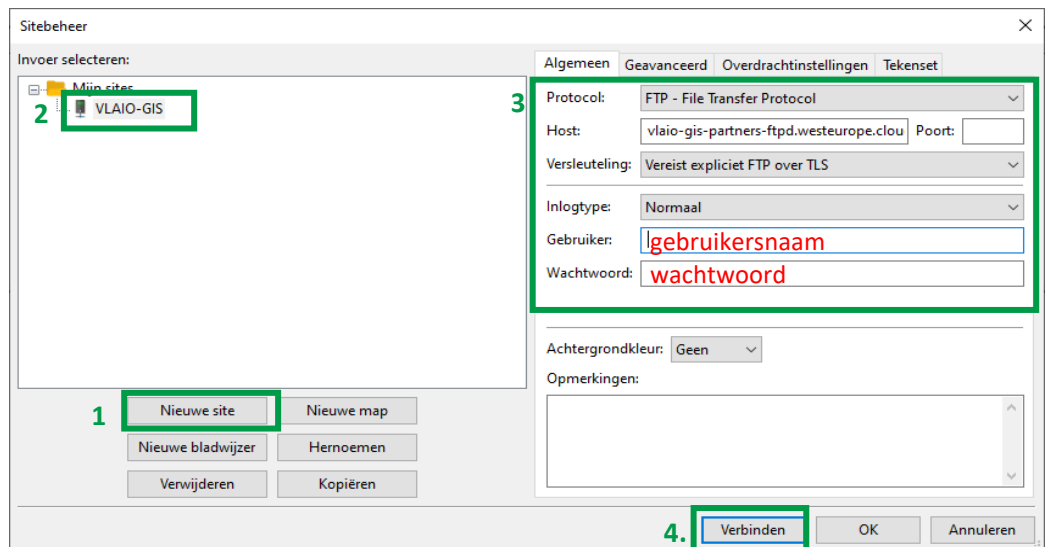 Sitebeheer
Invoer selecteren:
Mijn sites
2
VLAIO-GIS
1
Nieuwe site
Nieuwe map
Nieuwe bladwijzer
Hernoemen
Verwijderen
Kopiëren
Algemeen
Geavanceerd
Overdrachtinstellingen
Tekenset
3
Protocol:
FTP - File Transfer Protocol
Host:
vlaio-gis-partners-ftpd.westeurope.clou
Poort:
Versleuteling:
Vereist expliciet FTP over TLS
Inlogtype:
Normaal
Gebruiker:
gebruikersnaam
Wachtwoord:
wachtwoord
Achtergrondkleur:
Geen
Opmerkingen:
4.
Verbinden
OK
Annuleren